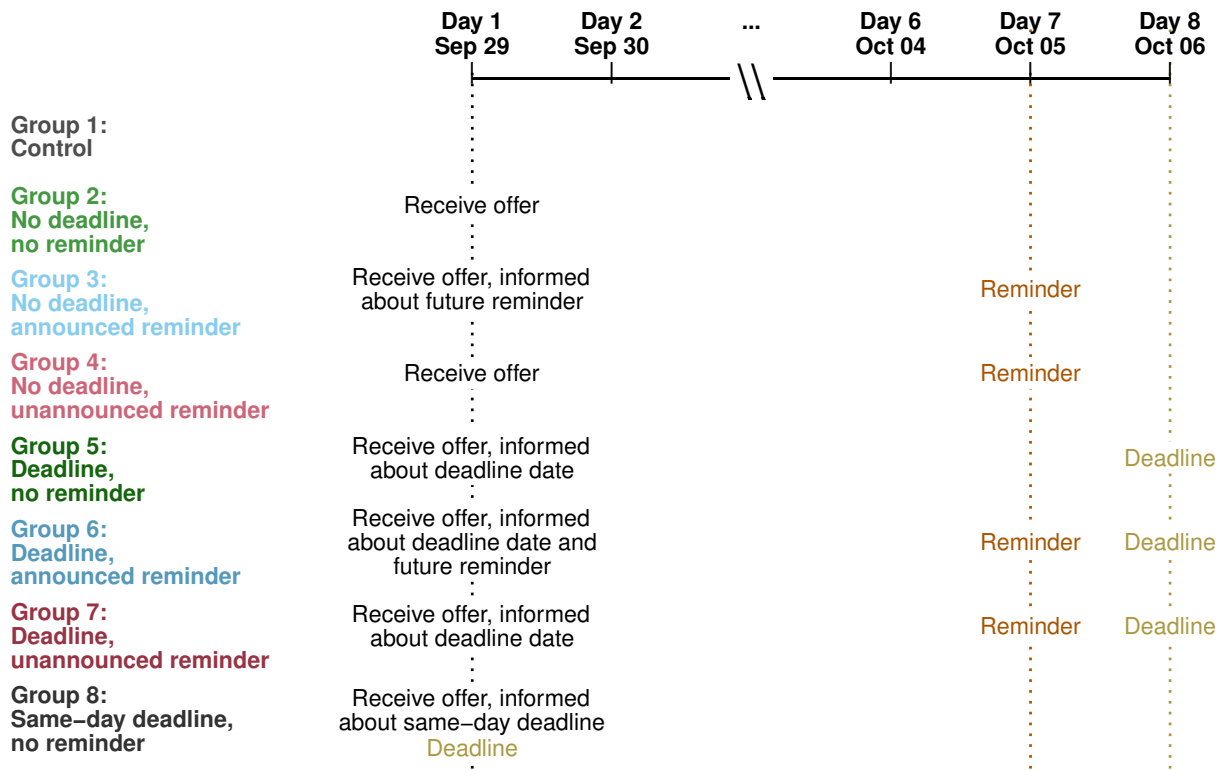 Day 1 Day 2 ... Day 6 Day 7 Day 8
Sep 29 Sep 30 Oct 04 Oct 05 Oct 06
Group 1:
Control
Group 2:
No deadline,
no reminder
Receive offer
Group 3:
No deadline,
announced reminder
Receive offer, informed
about future reminder
Reminder
Group 4:
No deadline,
unannounced reminder
Receive offer
Reminder
Group 5:
Deadline,
no reminder
Receive offer, informed
about deadline date
Deadline
Group 6:
Deadline,
announced reminder
Receive offer, informed
about deadline date and
future reminder
Reminder
Deadline
Group 7:
Deadline,
unannounced reminder
Receive offer, informed
about deadline date
Reminder
Deadline
Group 8:
Same−day deadline,
no reminder
Receive offer, informed
about same−day deadline
Deadline